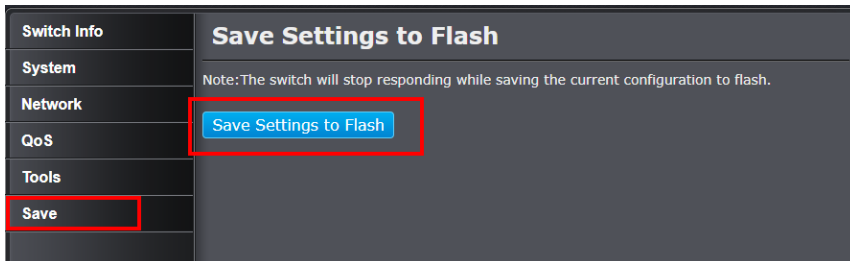 Switch Info
System
Network
QoS
Tools
Save
Save Settings to Flash
Note:The switch will stop responding while saving the current configuration to flash.
Save Settings to Flash